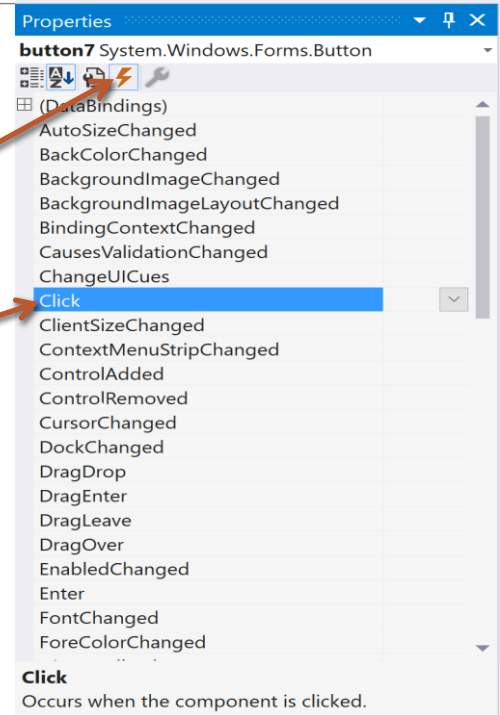 Properties
button7 System.Windows.Forms.Button
(DataBindings)
AutoSizeChanged
BackColorChanged
BackgroundImageChanged
BackgroundImageLayoutChanged
BindingContextChanged
CausesValidationChanged
ChangeUICues
Click
ClientSizeChanged
ContextMenuStripChanged
ControlAdded
ControlRemoved
CursorChanged
DockChanged
DragDrop
DragEnter
DragLeave
DragOver
EnabledChanged
Enter
FontChanged
ForeColorChanged
Click
Occurs when the component is clicked.